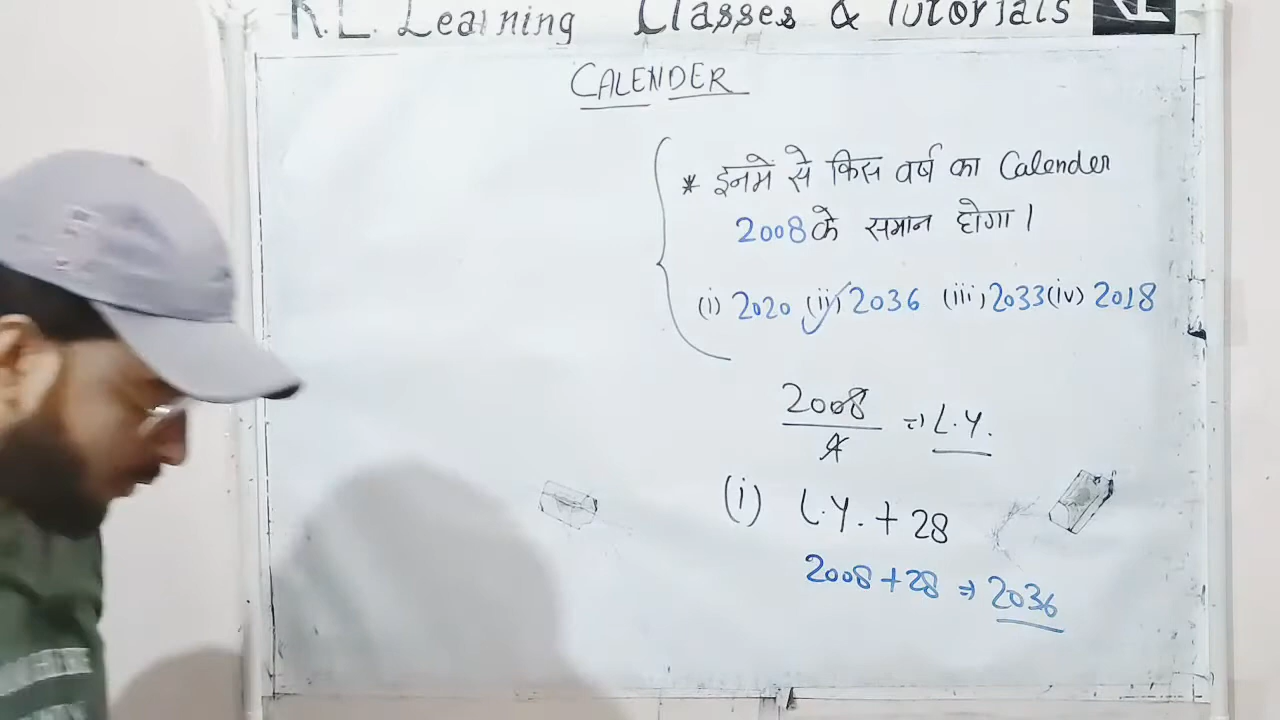 K.L. Learning Classes & Tutorials
CALENDER
* इनमें से किस वर्ष का Calender
2008 के समान होगा।
(i) 2020 (ii) 2036 (iii) 2033 (iv) 2018
2008
4
⇒ L.Y.
(i) L.Y. + 28
2008 + 28 ⇒ 2036